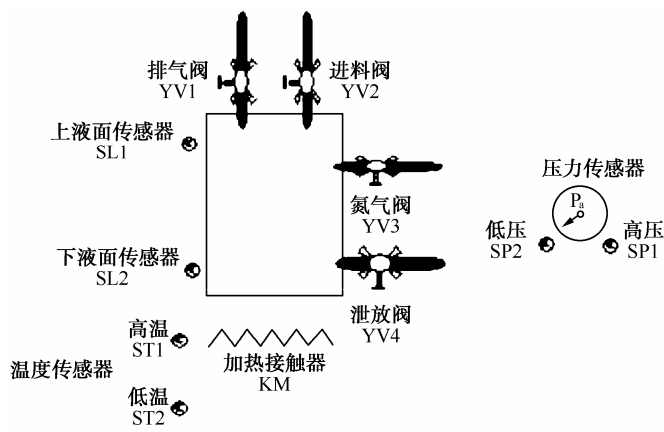 排气阀
YV1
进料阀
YV2
上液面传感器
SL1
氮气阀
YV3
压力传感器
Pa
低压
SP2
高压
SP1
下液面传感器
SL2
泄放阀
YV4
高温
ST1
加热接触器
KM
温度传感器
低温
ST2